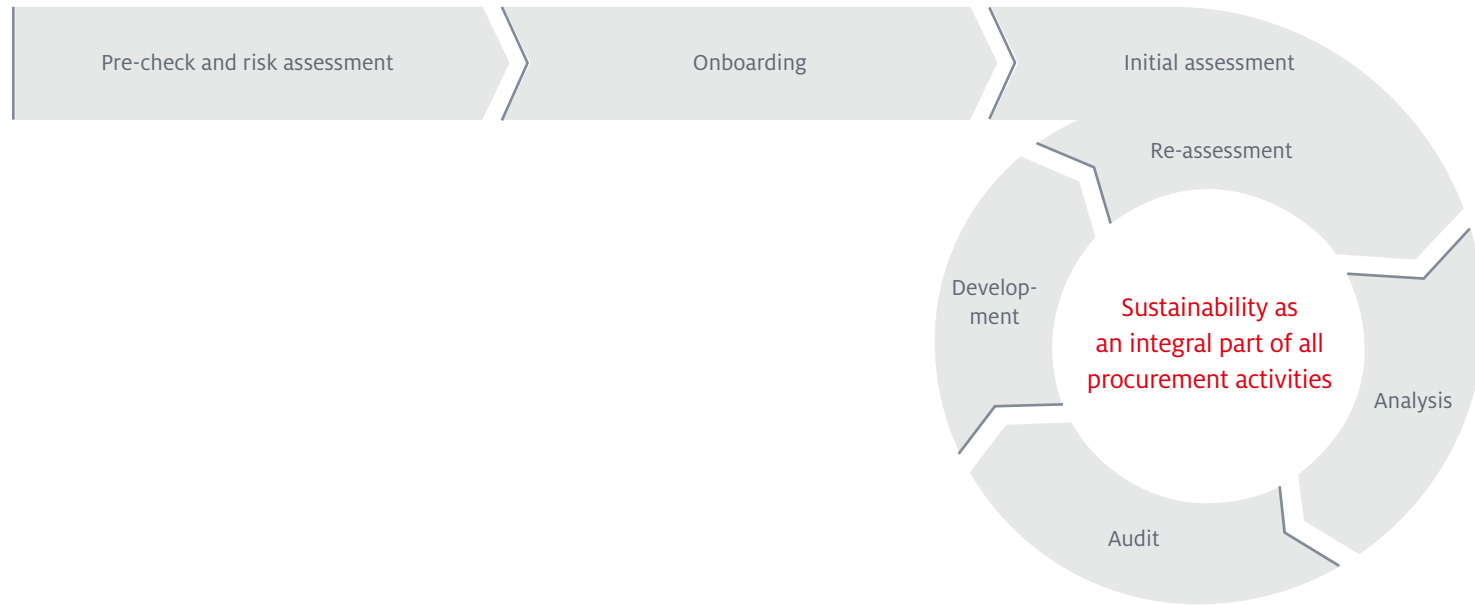 Pre-check and risk assessment
Onboarding
Initial assessment
Re-assessment
Develop-
ment
Sustainability as
an integral part of all
procurement activities
Analysis
Audit